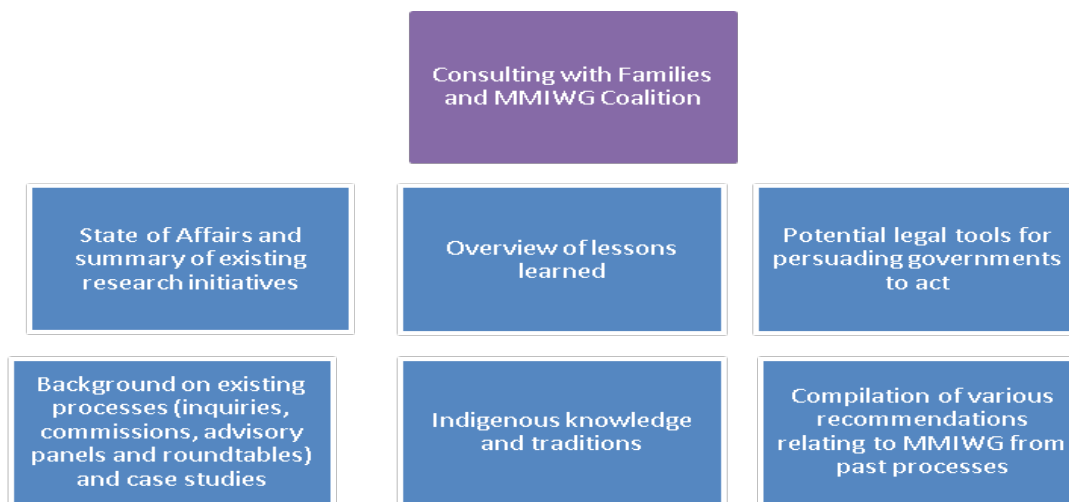 Consulting with Families
and MMIWG Coalition
State of Affairs and
summary of existing
research initiatives
Overview of lessons
learned
Potential legal tools for
persuading governments
to act
Background on existing
processes (inquiries,
commissions, advisory
panels and roundtables)
and case studies
Indigenous knowledge
and traditions
Compilation of various
recommendations
relating to MMIWG from
past processes